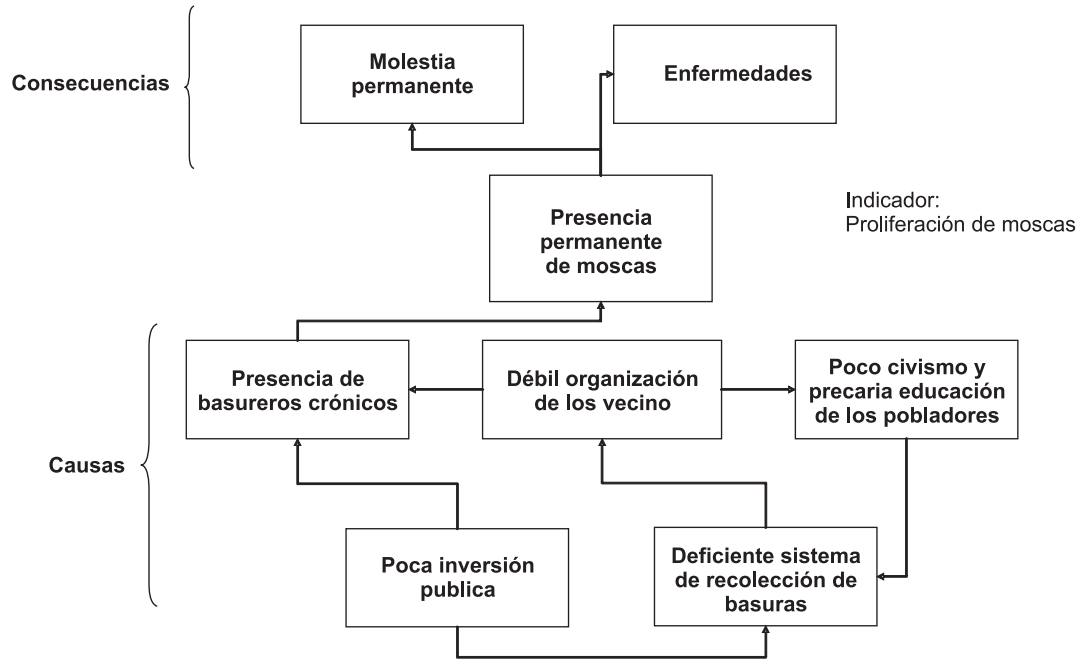 Consecuencias
Molestia
permanente
Enfermedades
Presencia
permanente
de moscas
Indicador:
Proliferación de moscas
Causas
Presencia de
basureros crónicos
Débil organización
de los vecino
Poco civismo y
precaria educación
de los pobladores
Poca inversión
publica
Deficiente sistema
de recolección de
basuras